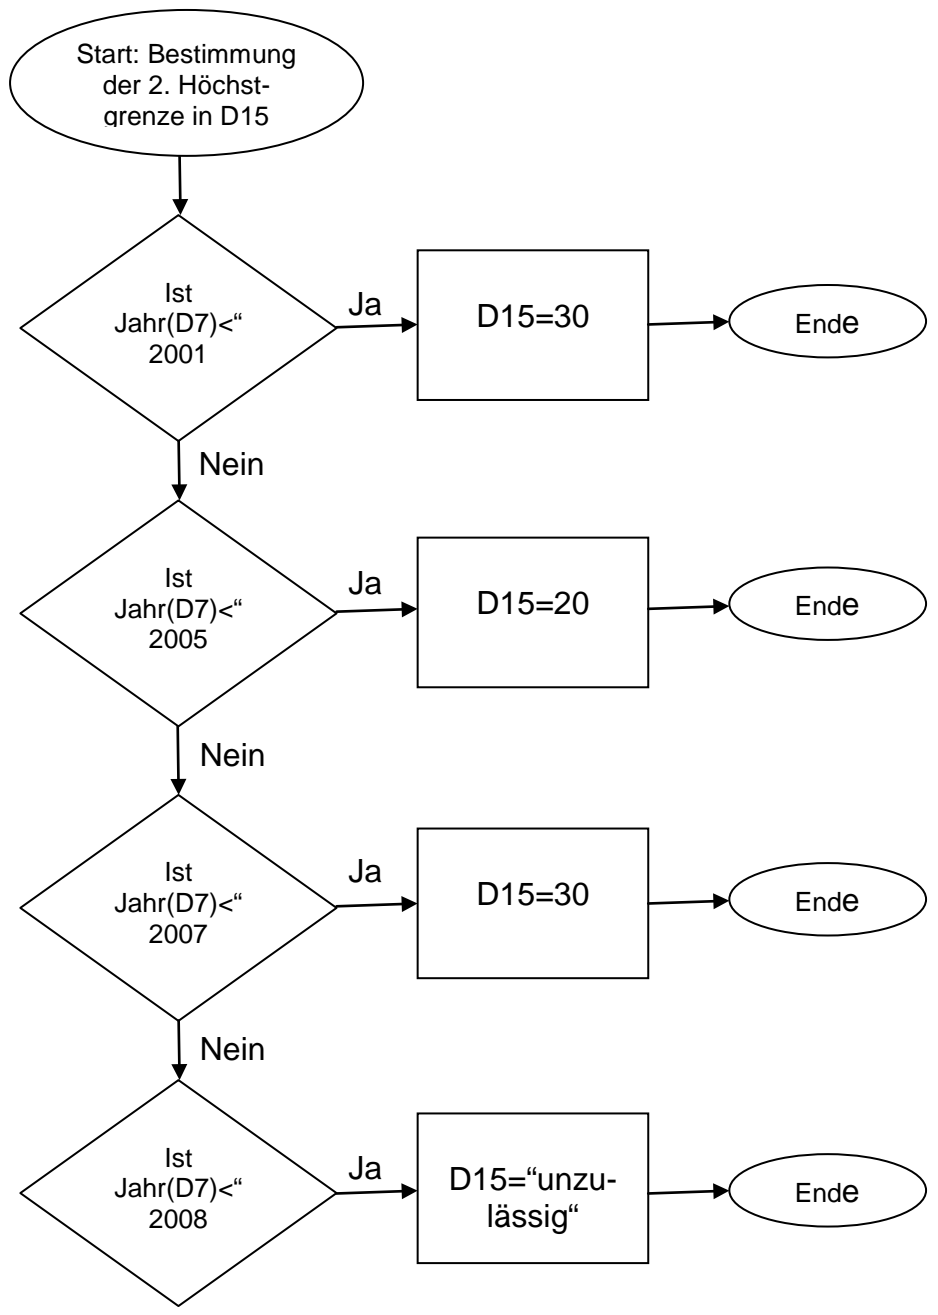 Start: Bestimmung
der 2. Höchst-
grenze in D15
Ist
Jahr(D7)<“
2001
Ja
D15=30
Ende
Nein
Ist
Jahr(D7)<“
2005
Ja
D15=20
Ende
Nein
Ist
Jahr(D7)<“
2007
Ja
D15=30
Ende
Nein
Ist
Jahr(D7)<“
2008
Ja
D15=“unzu-
lässig“
Ende